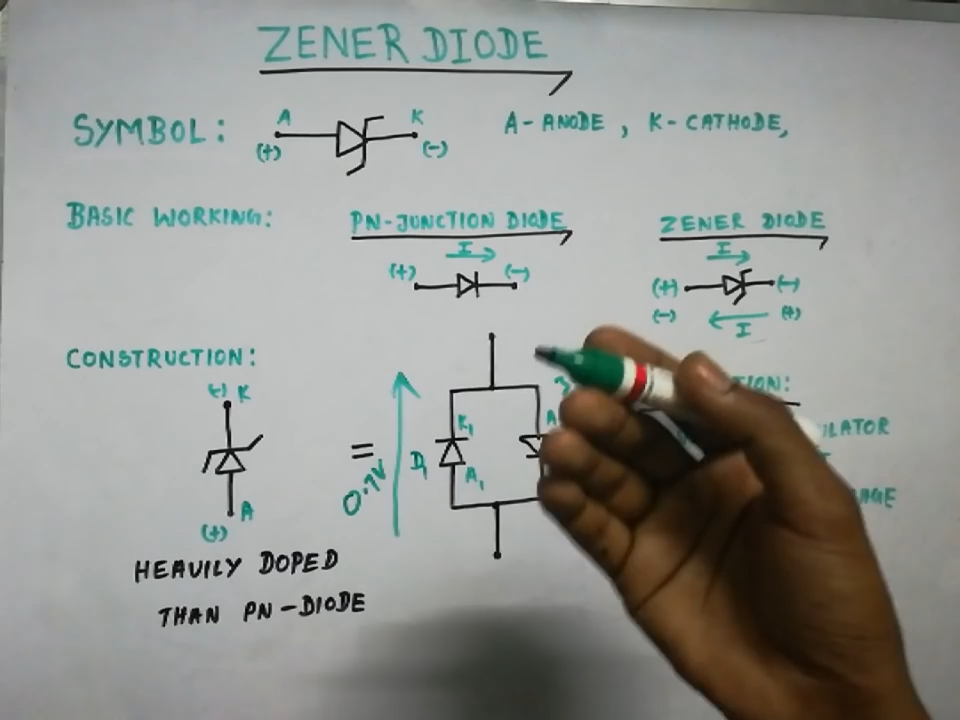 ZENER DIODE
SYMBOL: A K A - ANODE , K - CATHODE,
(+) (-)
BASIC WORKING: PN-JUNCTION DIODE ZENER DIODE
I I
(+) (-) (+) (-)
(-) (+)
I
CONSTRUCTION:
(-) K
K1
D1 A1
0.7V
=
A
(+)
HEAVILY DOPED
THAN PN-DIODE